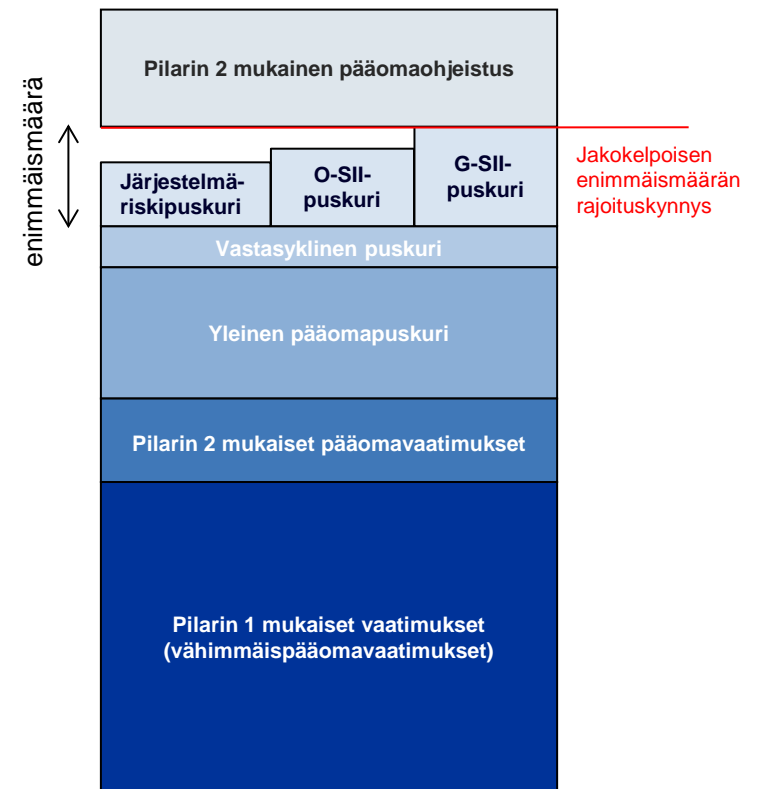 Pilarin 2 mukainen pääomaohjeistus
enimmäismäärä
Järjestelmä-
riskipuskuri
O-SII-
puskuri
G-SII-
puskuri
Jakokelpoisen
enimmäismäärän
rajoituskynnys
Vastasyklinen puskuri
Yleinen pääomapuskuri
Pilarin 2 mukaiset pääomavaatimukset
Pilarin 1 mukaiset vaatimukset
(vähimmäispääomavaatimukset)